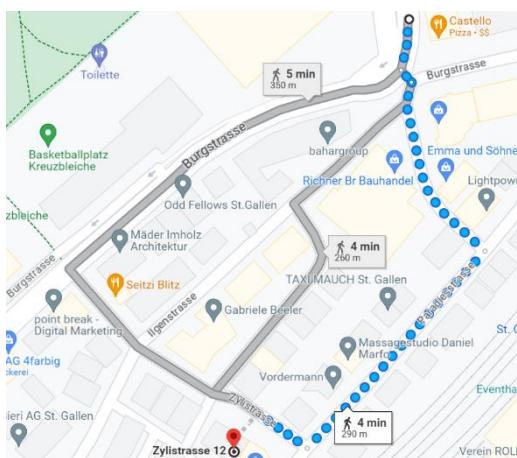 Castello
Pizza • $$
Toilette
5 min
350 m
Burgstrasse
Burgstrasse
Basketballplatz
Kreuzbleiche
bahargroup
Emma und Söhne
Richner Br Bauhandel
Odd Fellows St.Gallen
Lightpow
zbleiche
Mäder Imholz
Architektur
4 min
260 m
Burgstrasse
Seitzi Blitz
TAXI MAUCH St. Gallen
Ilgenstrasse
Gabriele Beeler
point break -
Digital Marketing
St. G
Massagestudio Daniel
Marfo
AG 4farbig
ckerei
Vordermann
Eventha
Zylistrasse
4 min
290 m
ieri AG St. Gallen
Zylistrasse 12
Verein ROLL